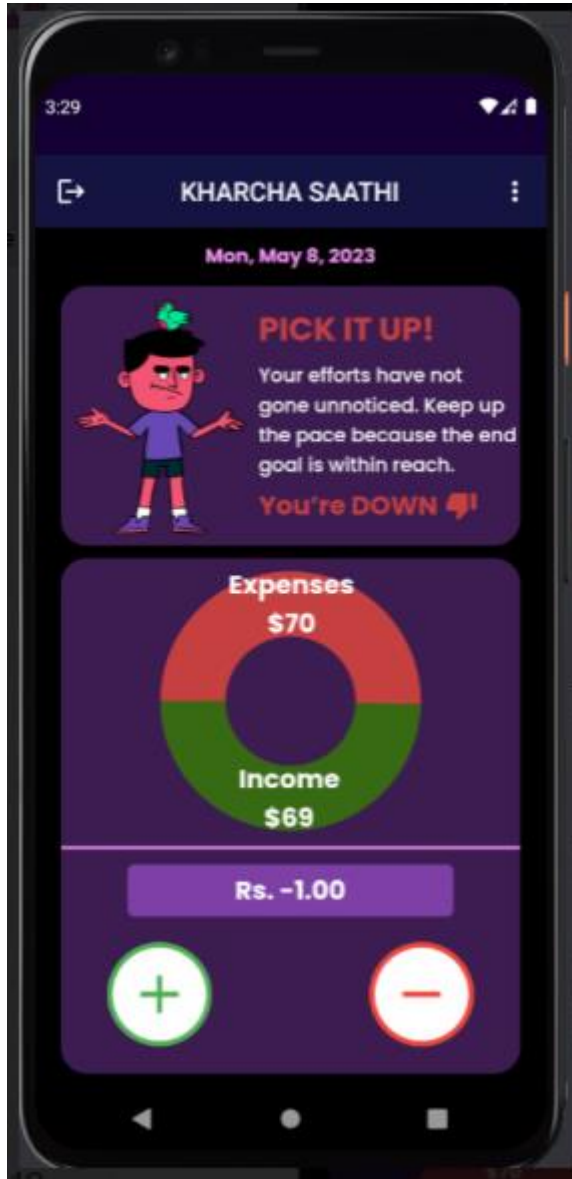 3:29
KHARCHA SAATHI
Mon, May 8, 2023
PICK IT UP!
Your efforts have not
gone unnoticed. Keep up
the pace because the end
goal is within reach.
You're DOWN
Expenses
$70
Income
$69
Rs. -1.00